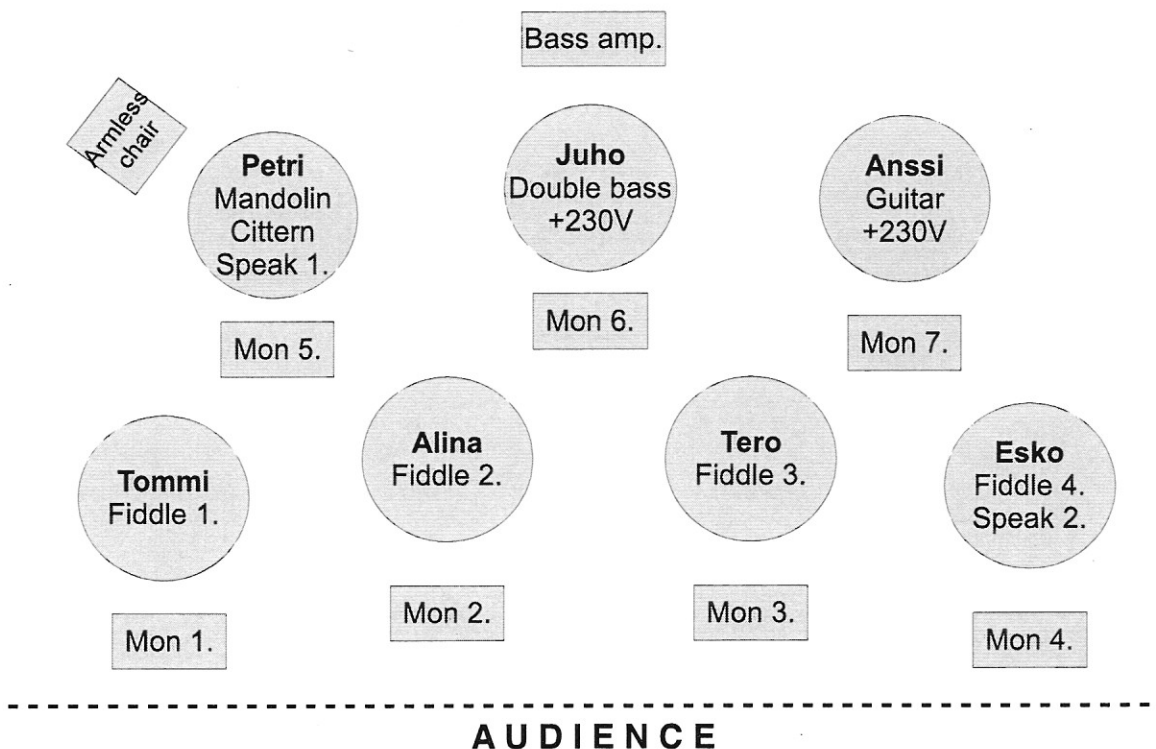 Bass amp.
Armless
chair
Petri
Mandolin
Cittern
Speak 1.
Juho
Double bass
+230V
Anssi
Guitar
+230V
Mon 5.
Mon 6.
Mon 7.
Tommi
Fiddle 1.
Alina
Fiddle 2.
Tero
Fiddle 3.
Esko
Fiddle 4.
Speak 2.
Mon 1.
Mon 2.
Mon 3.
Mon 4.
AUDIENCE